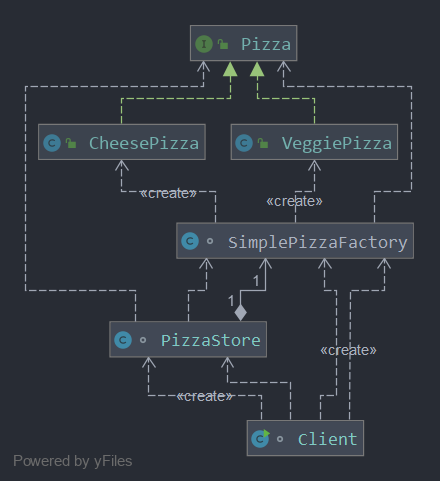 I Pizza
C CheesePizza
C VeggiePizza
«create»
«create»
C SimplePizzaFactory
1
1
C PizzaStore
«create»
«create»
C Client
Powered by yFiles